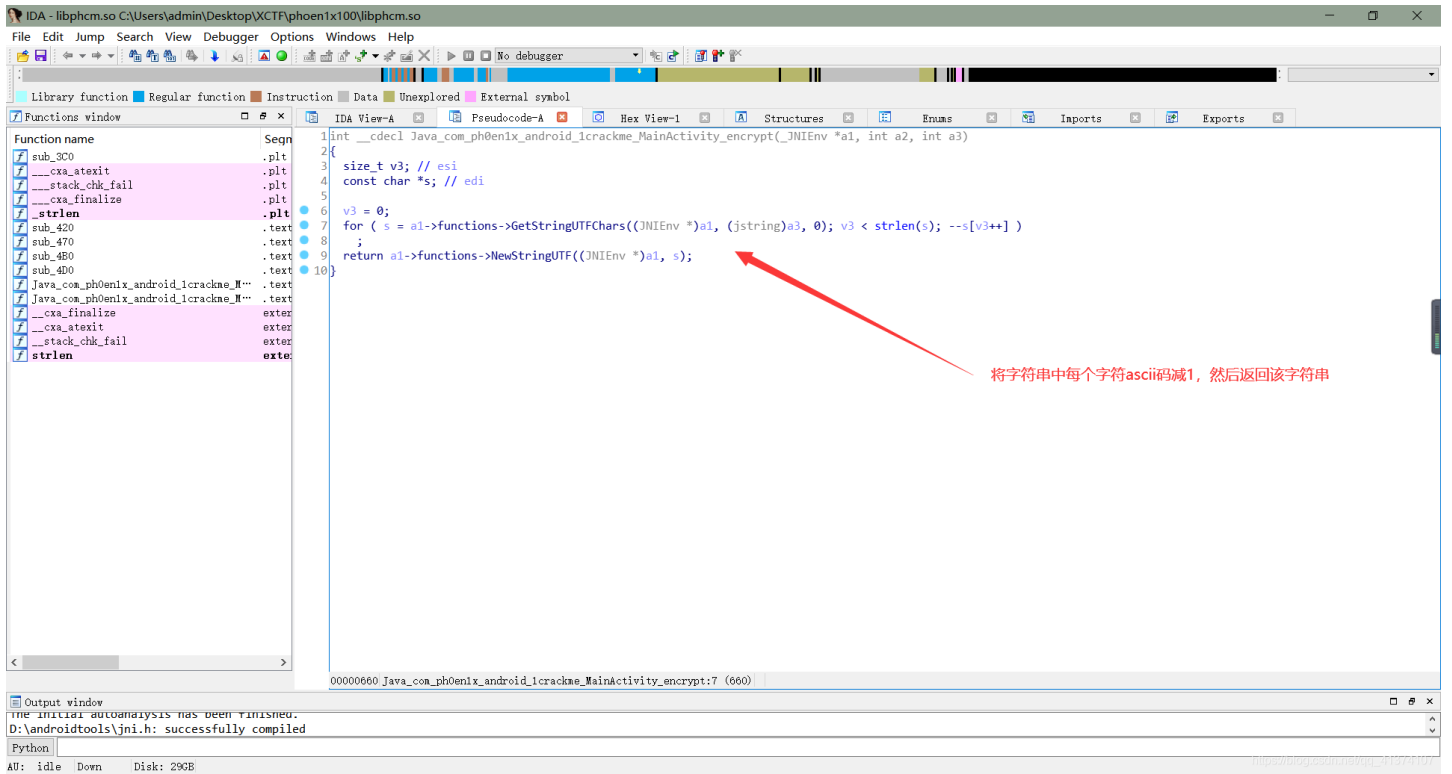 IDA - libphcm.so C:\Users\admin\Desktop\XCTF\phoen1x100\libphcm.so
File Edit Jump Search View Debugger Options Windows Help
No debugger
Library function Regular function Instruction Data Unexplored External symbol
Functions window
IDA View-A Pseudocode-A Hex View-1 Structures Enums Imports Exports
Function name Segn
sub_3C0 .plt
___cxa_atexit .plt
___stack_chk_fail .plt
___cxa_finalize .plt
_strlen .plt
sub_420 .text
sub_470 .text
sub_4B0 .text
sub_4D0 .text
Java_com_ph0en1x_android_1crackme_M… .text
Java_com_ph0en1x_android_1crackme_M… .text
__cxa_finalize exter
__cxa_atexit exter
__stack_chk_fail exter
strlen exter
1 int __cdecl Java_com_ph0en1x_android_1crackme_MainActivity_encrypt(_JNIEnv *a1, int a2, int a3)
2 {
3 size_t v3; // esi
4 const char *s; // edi
5
6 v3 = 0;
7 for ( s = a1->functions->GetStringUTFChars((JNIEnv *)a1, (jstring)a3, 0); v3 < strlen(s); --s[v3++] )
8 ;
9 return a1->functions->NewStringUTF((JNIEnv *)a1, s);
10 }
将字符串中每个字符ascii码减1，然后返回该字符串
00000660 Java_com_ph0en1x_android_1crackme_MainActivity_encrypt:7 (660)
Output window
The initial autoanalysis has been finished.
D:\androidtools\jni.h: successfully compiled
Python
AU: idle Down Disk: 29GB